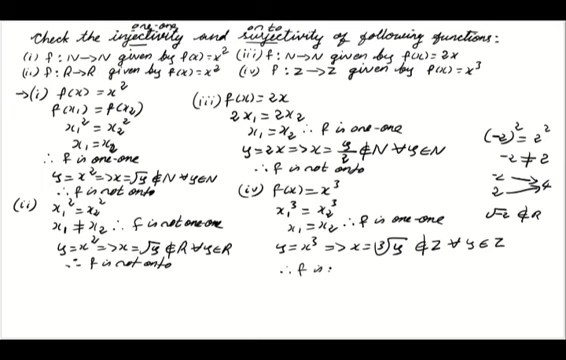 one-one
on to
Check the injectivity and surjectivity of following functions:
(i) f: N→N given by f(x)=x² (iii) f: N→N given by f(x)=2x
(ii) f: R→R given by f(x)=x² (iv) f: Z→Z given by f(x)=x³
→(i) f(x)=x²
f(x₁)=f(x₂)
x₁²=x₂²
x₁=x₂
∴ f is one-one
y=x²=>x=√y∉N∀y∈N
∴ f is not onto
(ii) x₁²=x₂²
x₁≠x₂ ∴ f is not one-one
y=x²=>x=√y∉R∀y∈R
∴ f is not onto
(iii) f(x)=2x
2x₁=2x₂
x₁=x₂ ∴ f is one-one
y=2x=>x=y/2∉N∀y∈N
∴ f is not onto
(iv) f(x)=x³
x₁³=x₂³
x₁=x₂ ∴ f is one-one
y=x³=>x=(3)√y ∉Z ∀y∈Z
∴ f is
(-2)²=2²
-2≠2
-2
2 → 4
√-2∉R